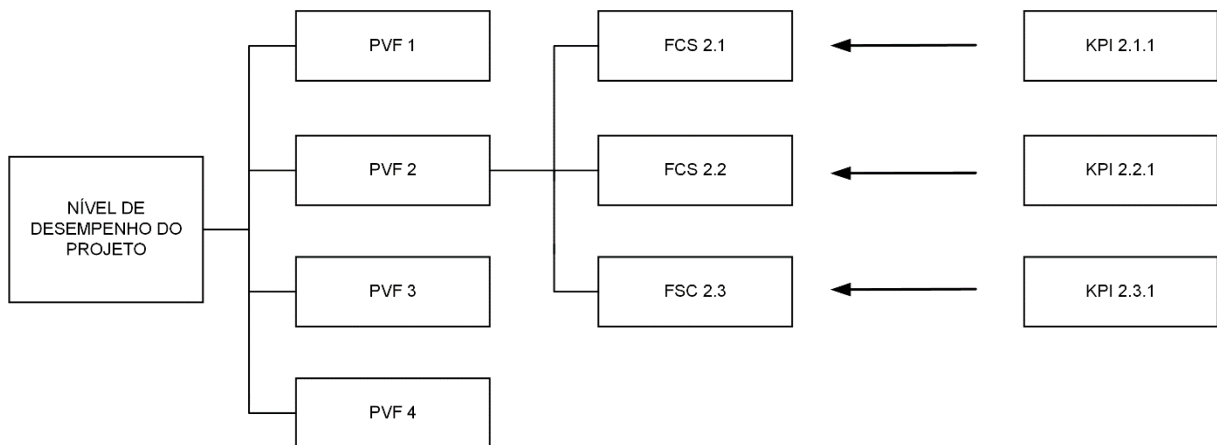 PVF 1
FCS 2.1
KPI 2.1.1
PVF 2
FCS 2.2
KPI 2.2.1
NÍVEL DE
DESEMPENHO DO
PROJETO
PVF 3
FSC 2.3
KPI 2.3.1
PVF 4